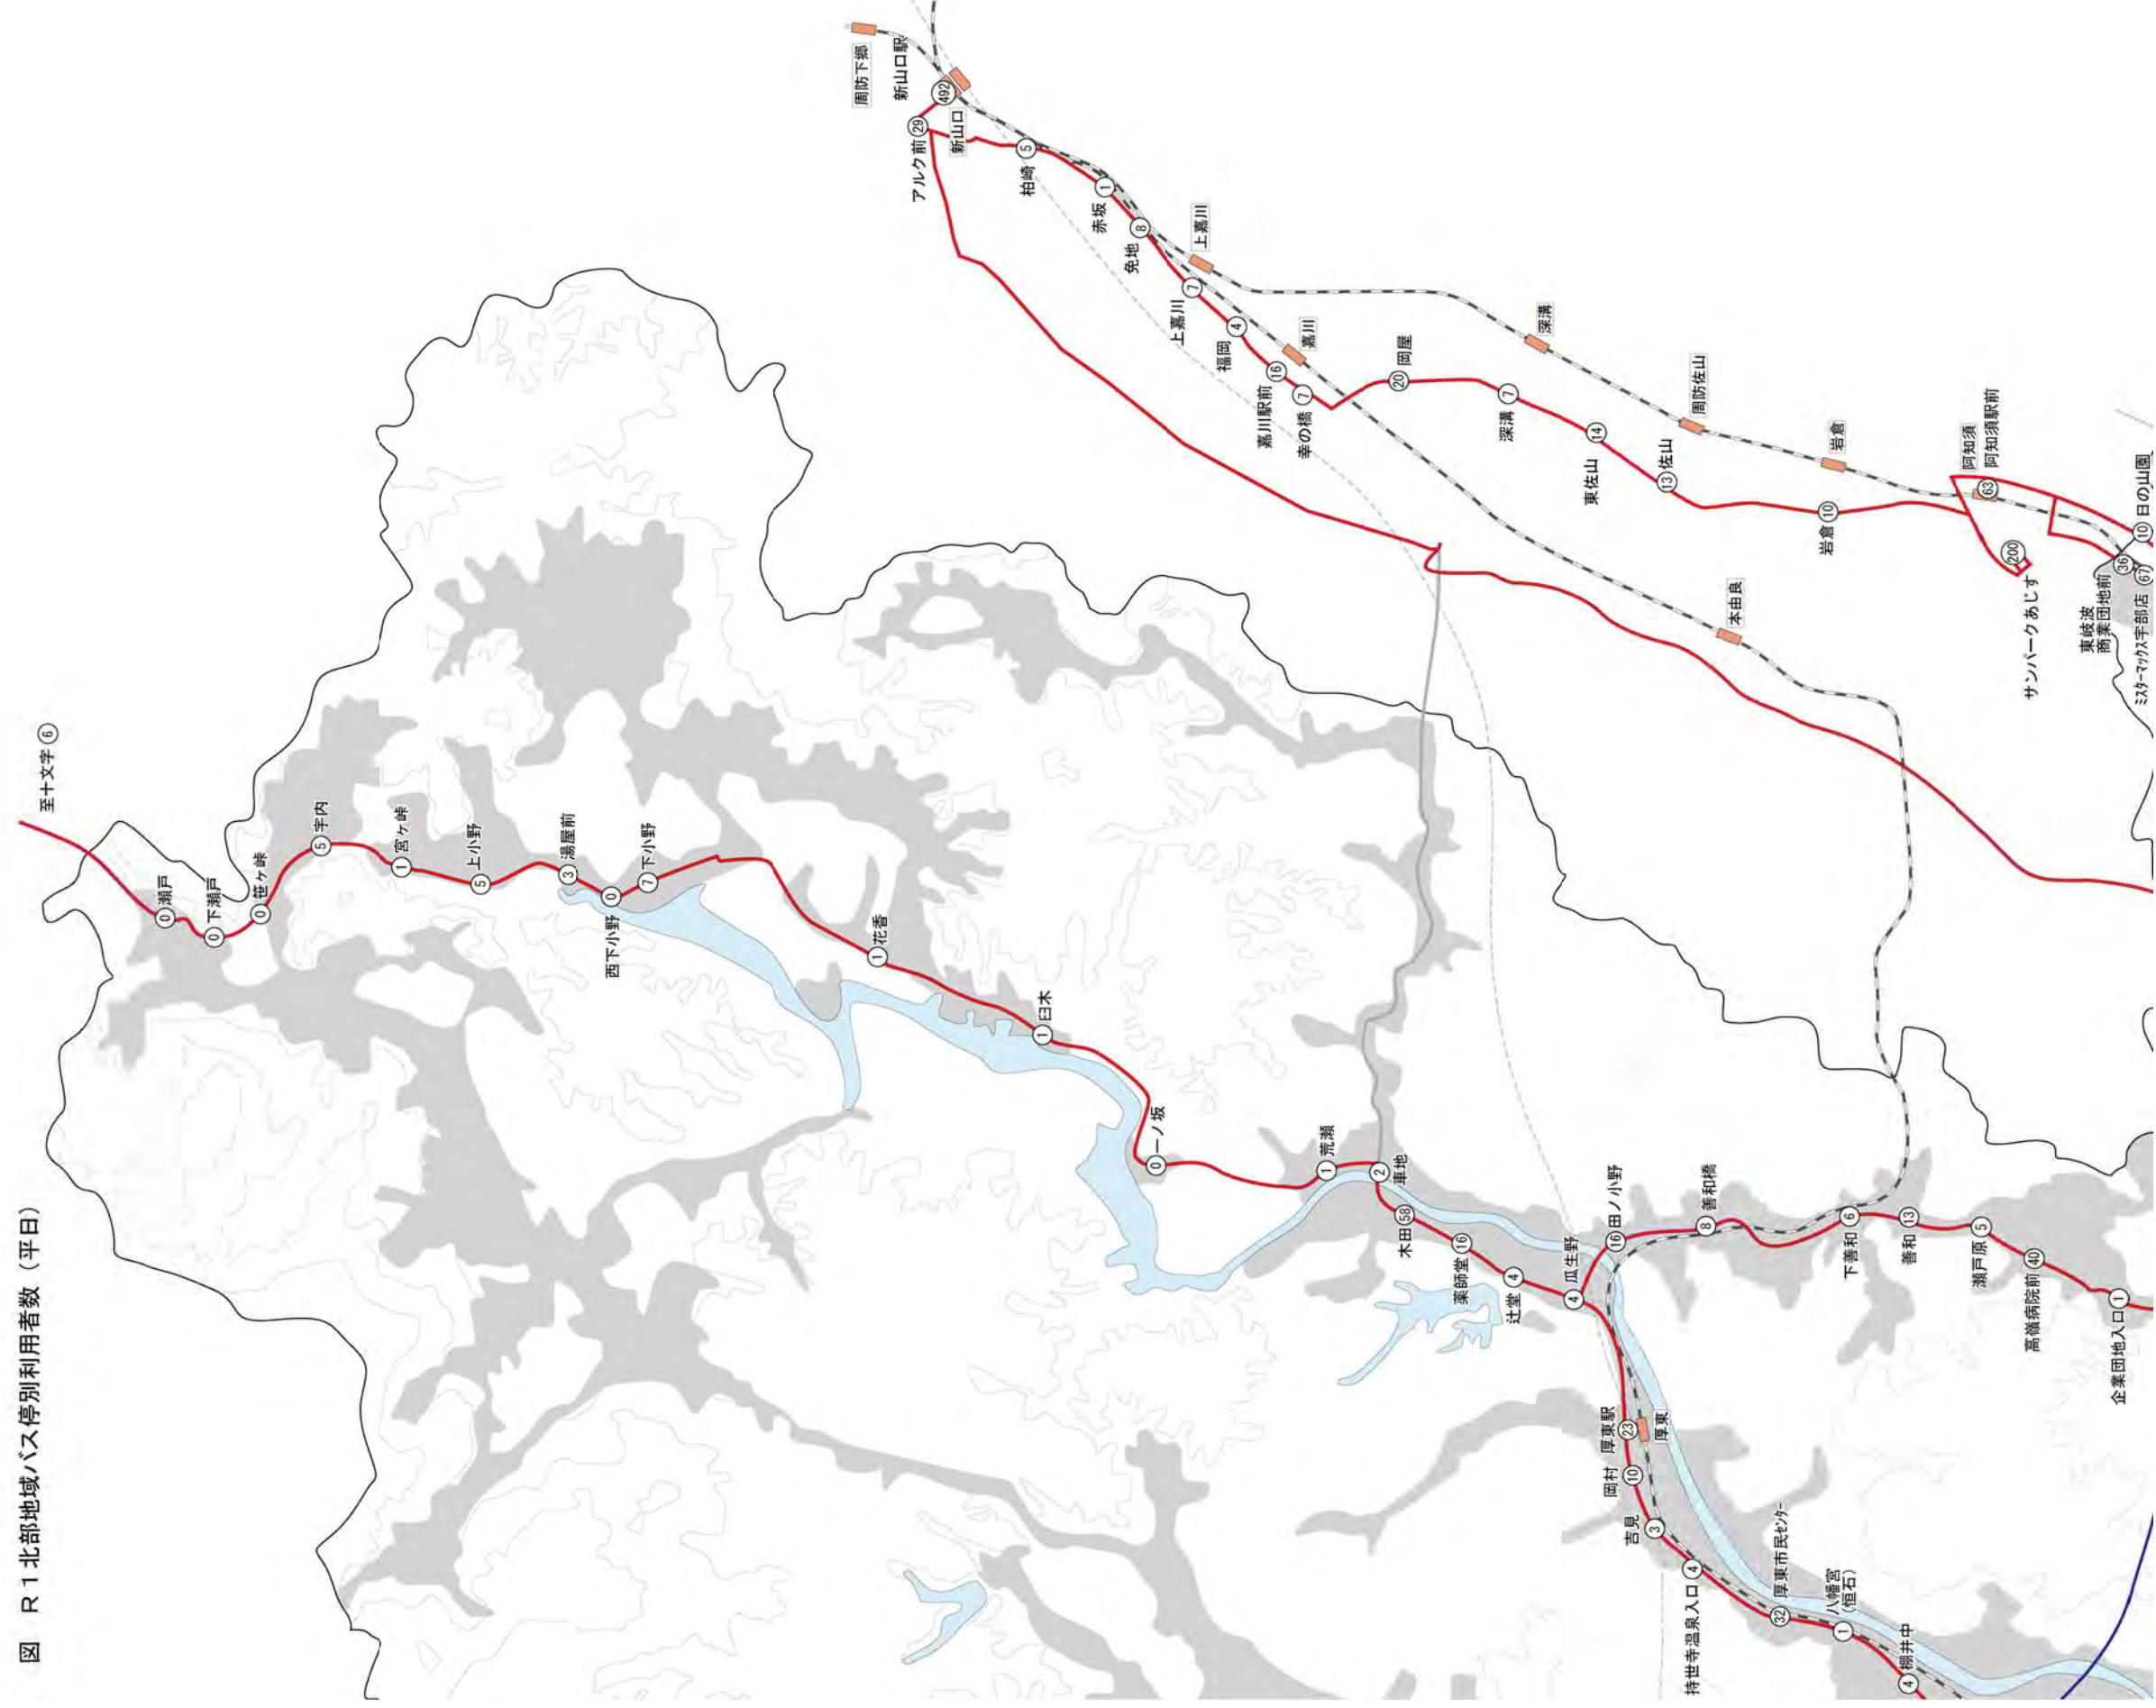 図　R1北部地域バス停別利用者数（平日）
至十文字 6
0 瀬戸
0 下瀬戸
0 笹ヶ峠
5 宇内
1 宮ヶ峠
5 上小野
3 湯屋前
西下小野 0
7 下小野
1 花香
1 臼木
0 一ノ坂
1 荒瀬
2 車地
木田 58
薬師堂 16
辻堂 4
瓜生野 4
16 田ノ小野
8 善和橋
下善和 6
善和 13
瀬戸原 5
高嶺病院前 40
企業団地入口 1
厚東駅 23
厚東
岡村 10
吉見 3
持世寺温泉入口 4
32 厚東市民センター
八幡宮
（恒石）
1
4 棚井中
周防下郷
新山口駅
492
新山口
アルク前 29
柏崎 5
赤坂 1
免地 8
上嘉川
上嘉川 7
福岡 4
嘉川
嘉川駅前 16
幸の橋 7
20 岡屋
深溝
深溝 7
東佐山 14
13 佐山
周防佐山
岩倉
岩倉 10
阿知須
阿知須駅前
63
サンパークあじす 200
本由良
東岐波
商業団地前 36
10 日の山園
ミスターマックス宇部店 67